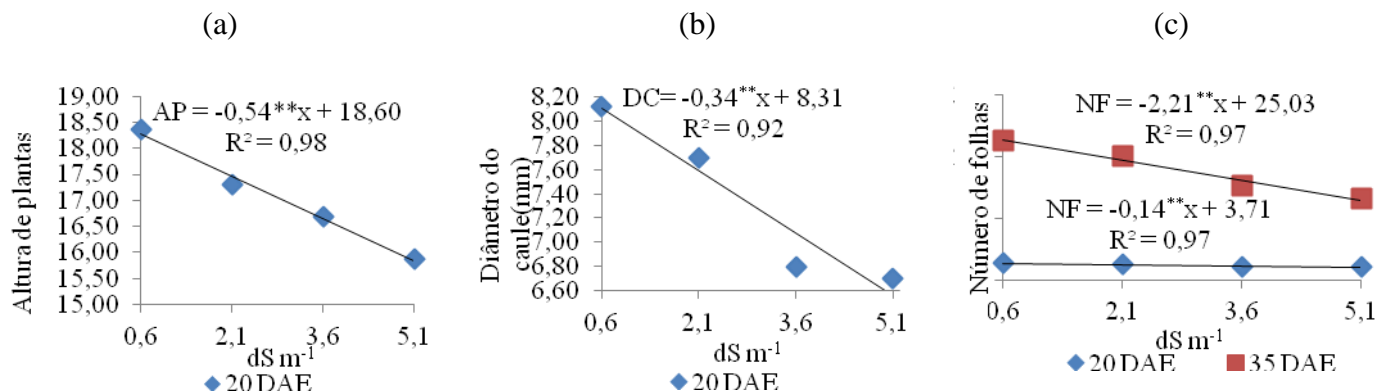 (a)
(b)
(c)
Altura de plantas
19,00
18,50
18,00
17,50
17,00
16,50
16,00
15,50
15,00
AP = -0,54**x + 18,60
R² = 0,98
0,6 2,1 3,6 5,1
dS m⁻¹
20 DAE
Diâmetro do
caule(mm)
8,20
8,00
7,80
7,60
7,40
7,20
7,00
6,80
6,60
DC= -0,34**x + 8,31
R² = 0,92
0,6 2,1 3,6 5,1
dS m⁻¹
20 DAE
Número de folhas
NF = -2,21**x + 25,03
R² = 0,97
NF = -0,14**x + 3,71
R² = 0,97
0,6 2,1 3,6 5,1
dS m⁻¹
20 DAE 35 DAE